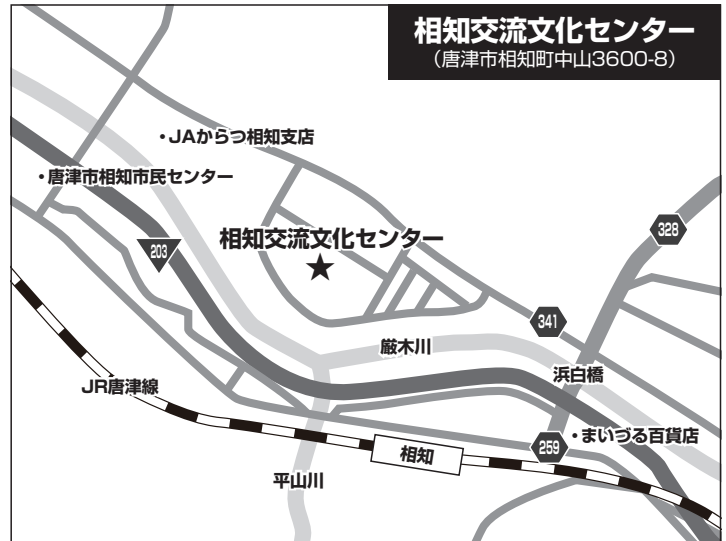 相知交流文化センター
（唐津市相知町中山3600-8）
・JAからつ相知支店
・唐津市相知市民センター
相知交流文化センター
203
328
341
厳木川
浜白橋
JR唐津線
・まいづる百貨店
259
相知
平山川